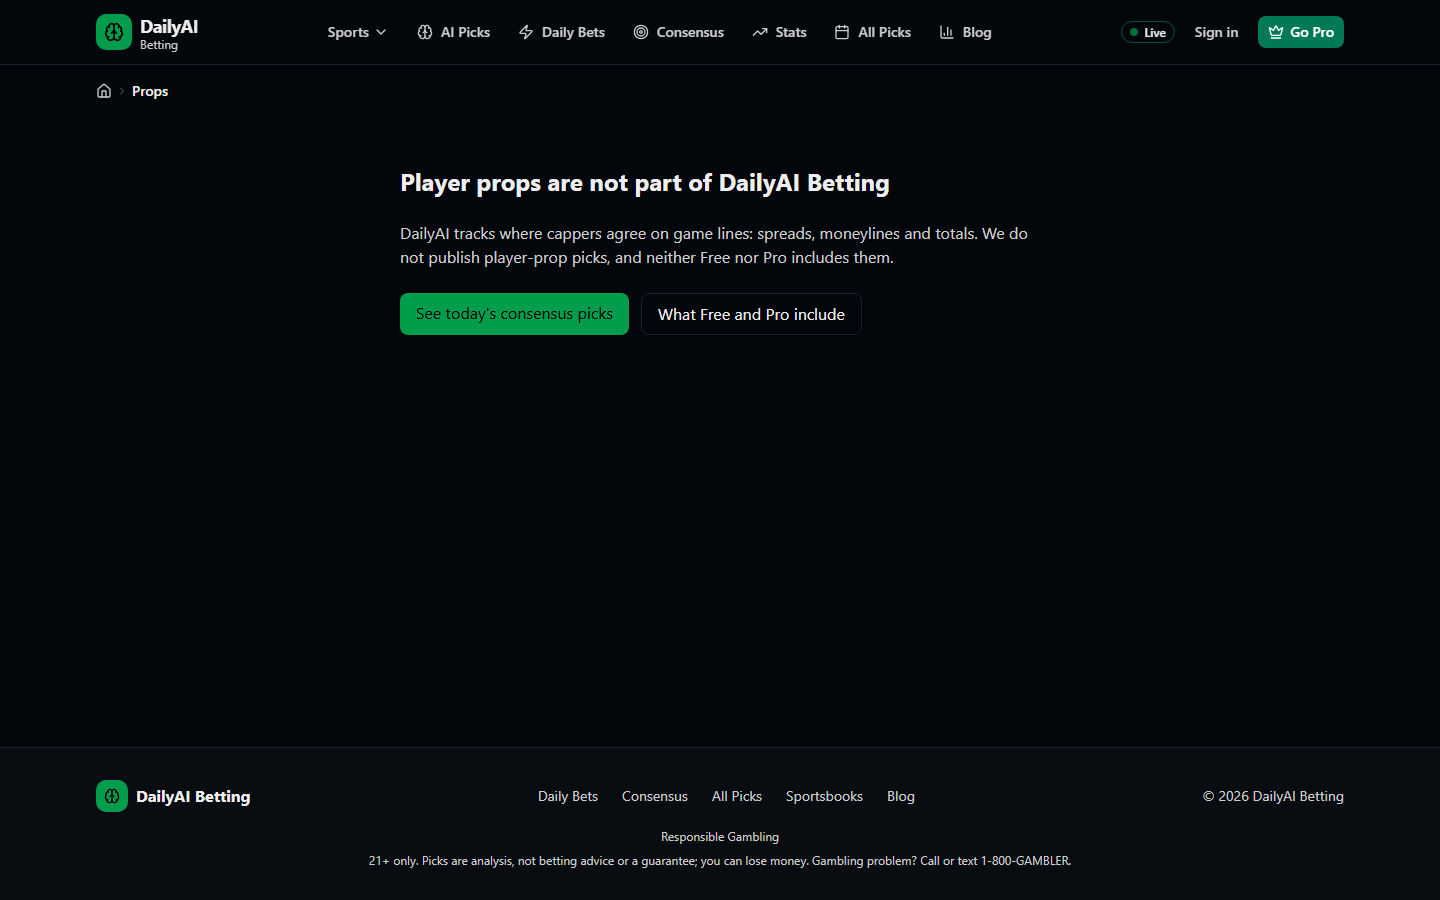 DailyAI
Betting
Sports
AI Picks
Daily Bets
Consensus
Stats
All Picks
Blog
Live
Sign in
Go Pro
Props
Player props are not part of DailyAI Betting
DailyAI tracks where cappers agree on game lines: spreads, moneylines and totals. We do
not publish player-prop picks, and neither Free nor Pro includes them.
See today's consensus picks
What Free and Pro include
DailyAI Betting
Daily Bets
Consensus
All Picks
Sportsbooks
Blog
© 2026 DailyAI Betting
Responsible Gambling
21+ only. Picks are analysis, not betting advice or a guarantee; you can lose money. Gambling problem? Call or text 1-800-GAMBLER.